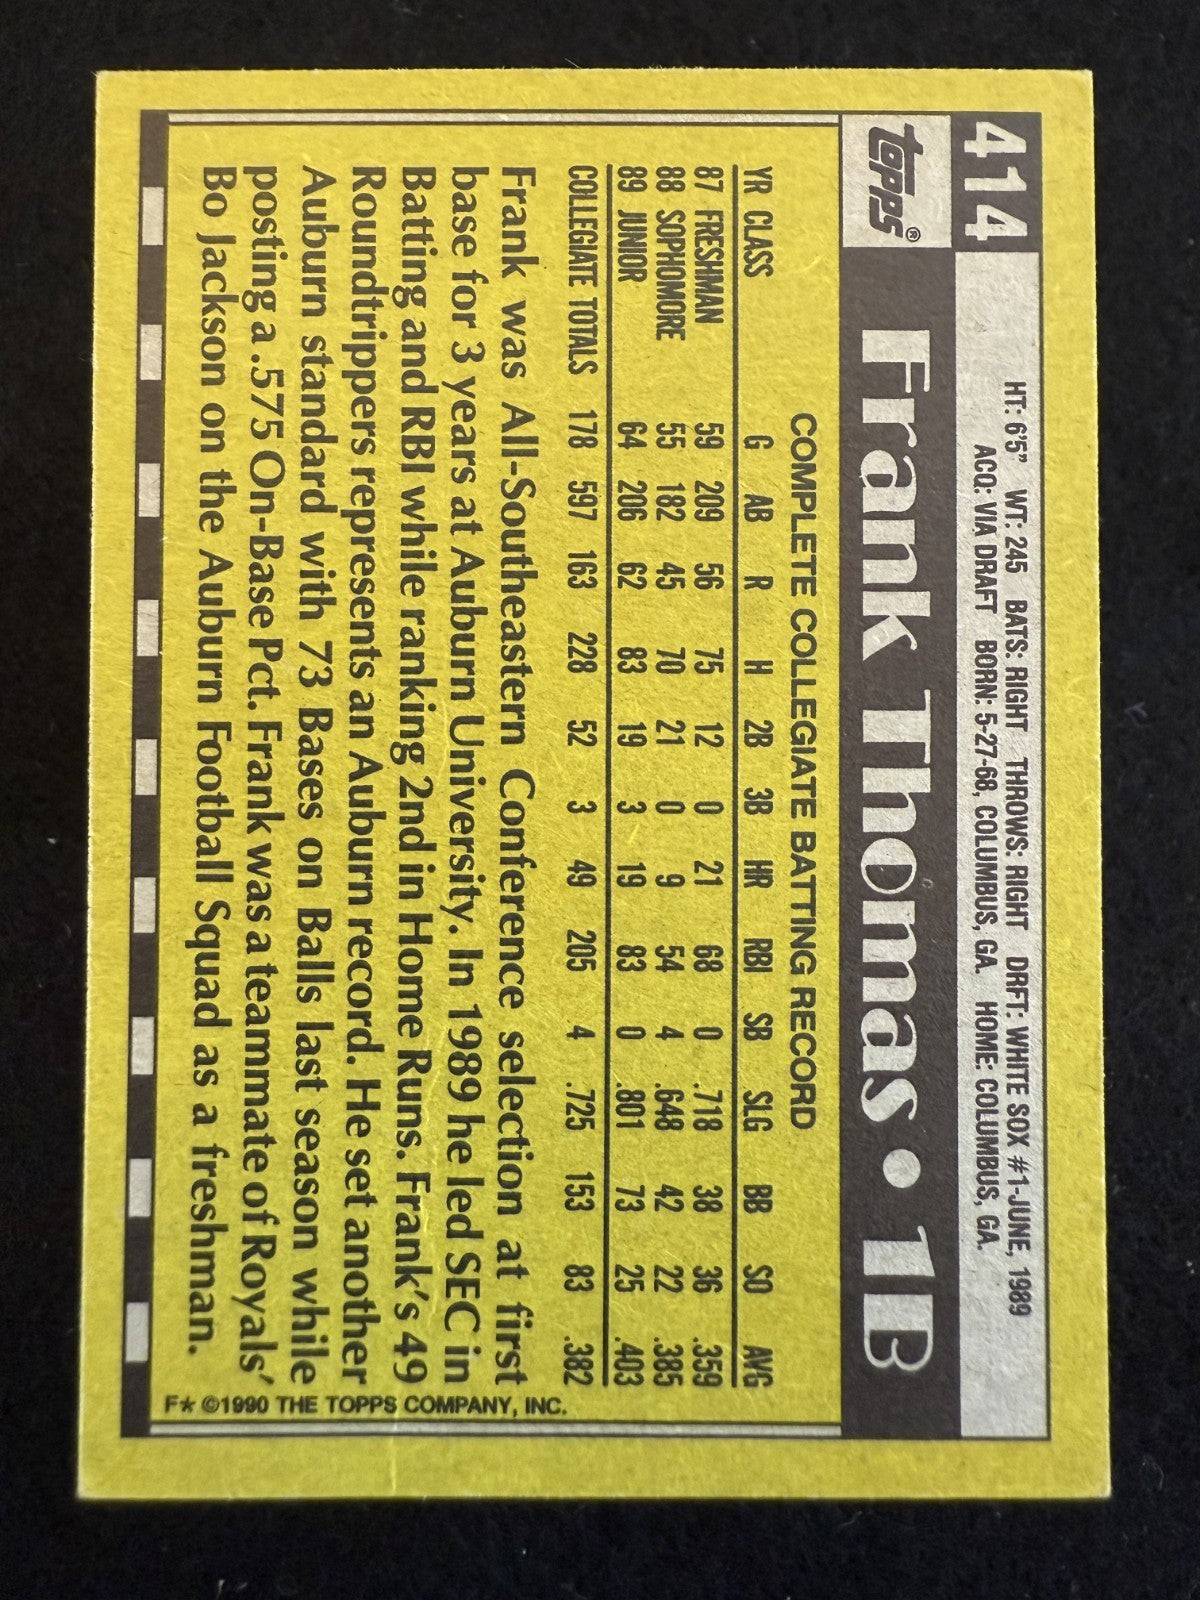 414
HT: 6'5" WT: 245 BATS: RIGHT THROWS: RIGHT DRFT: WHITE SOX #1-JUNE, 1989
ACQ: VIA DRAFT BORN: 5-27-68, COLUMBUS, GA. HOME: COLUMBUS, GA.
topps®
Frank Thomas • 1B
COMPLETE COLLEGIATE BATTING RECORD
YR CLASS G AB R H 2B 3B HR RBI SB SLG BB SO AVG
87 FRESHMAN 59 209 56 75 12 0 21 68 0 .718 38 36 .359
88 SOPHOMORE 55 182 45 70 21 0 9 54 4 .648 42 22 .385
89 JUNIOR 64 206 62 83 19 3 19 83 0 .801 73 25 .403
COLLEGIATE TOTALS 178 597 163 228 52 3 49 205 4 .725 153 83 .382
Frank was All-Southeastern Conference selection at first
base for 3 years at Auburn University. In 1989 he led SEC in
Batting and RBI while ranking 2nd in Home Runs. Frank's 49
Roundtrippers represents an Auburn record. He set another
Auburn standard with 73 Bases on Balls last season while
posting a .575 On-Base Pct. Frank was a teammate of Royals'
Bo Jackson on the Auburn Football Squad as a freshman.
F★ ©1990 THE TOPPS COMPANY, INC.